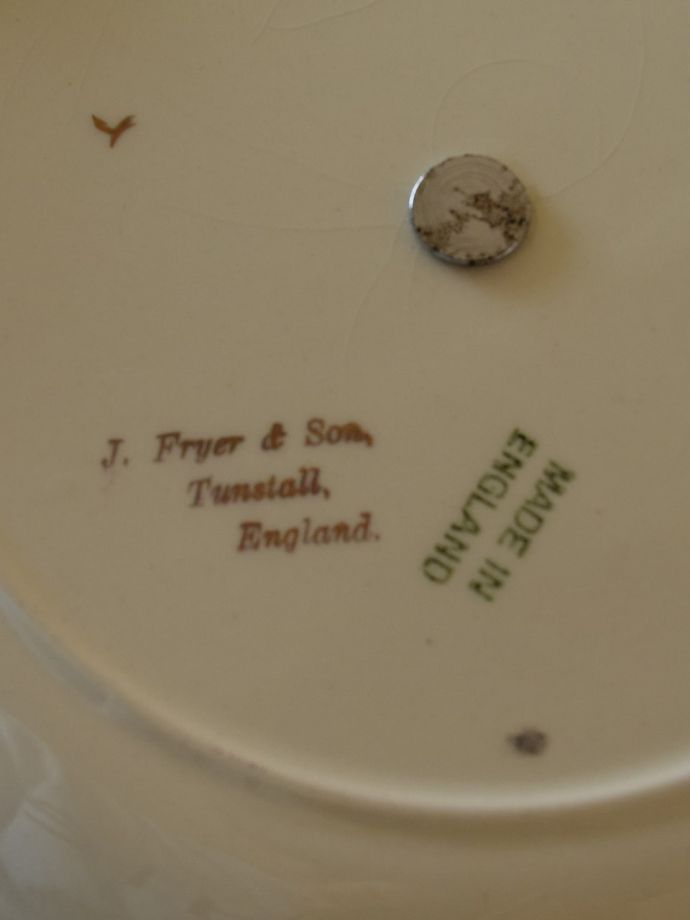 J. Fryer & Son,
Tunstall,
England.
MADE IN
ENGLAND